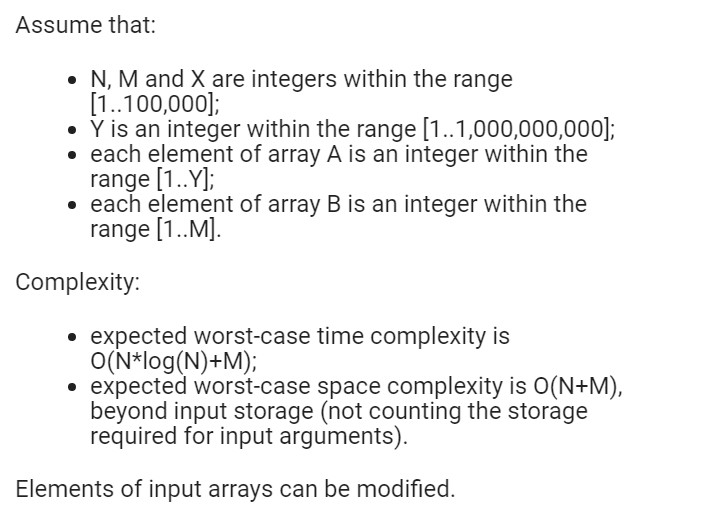 Assume that:
• N, M and X are integers within the range
[1..100,000];
• Y is an integer within the range [1..1,000,000,000];
• each element of array A is an integer within the
range [1..Y];
• each element of array B is an integer within the
range [1..M].
Complexity:
• expected worst-case time complexity is
O(N*log(N)+M);
• expected worst-case space complexity is O(N+M),
beyond input storage (not counting the storage
required for input arguments).
Elements of input arrays can be modified.